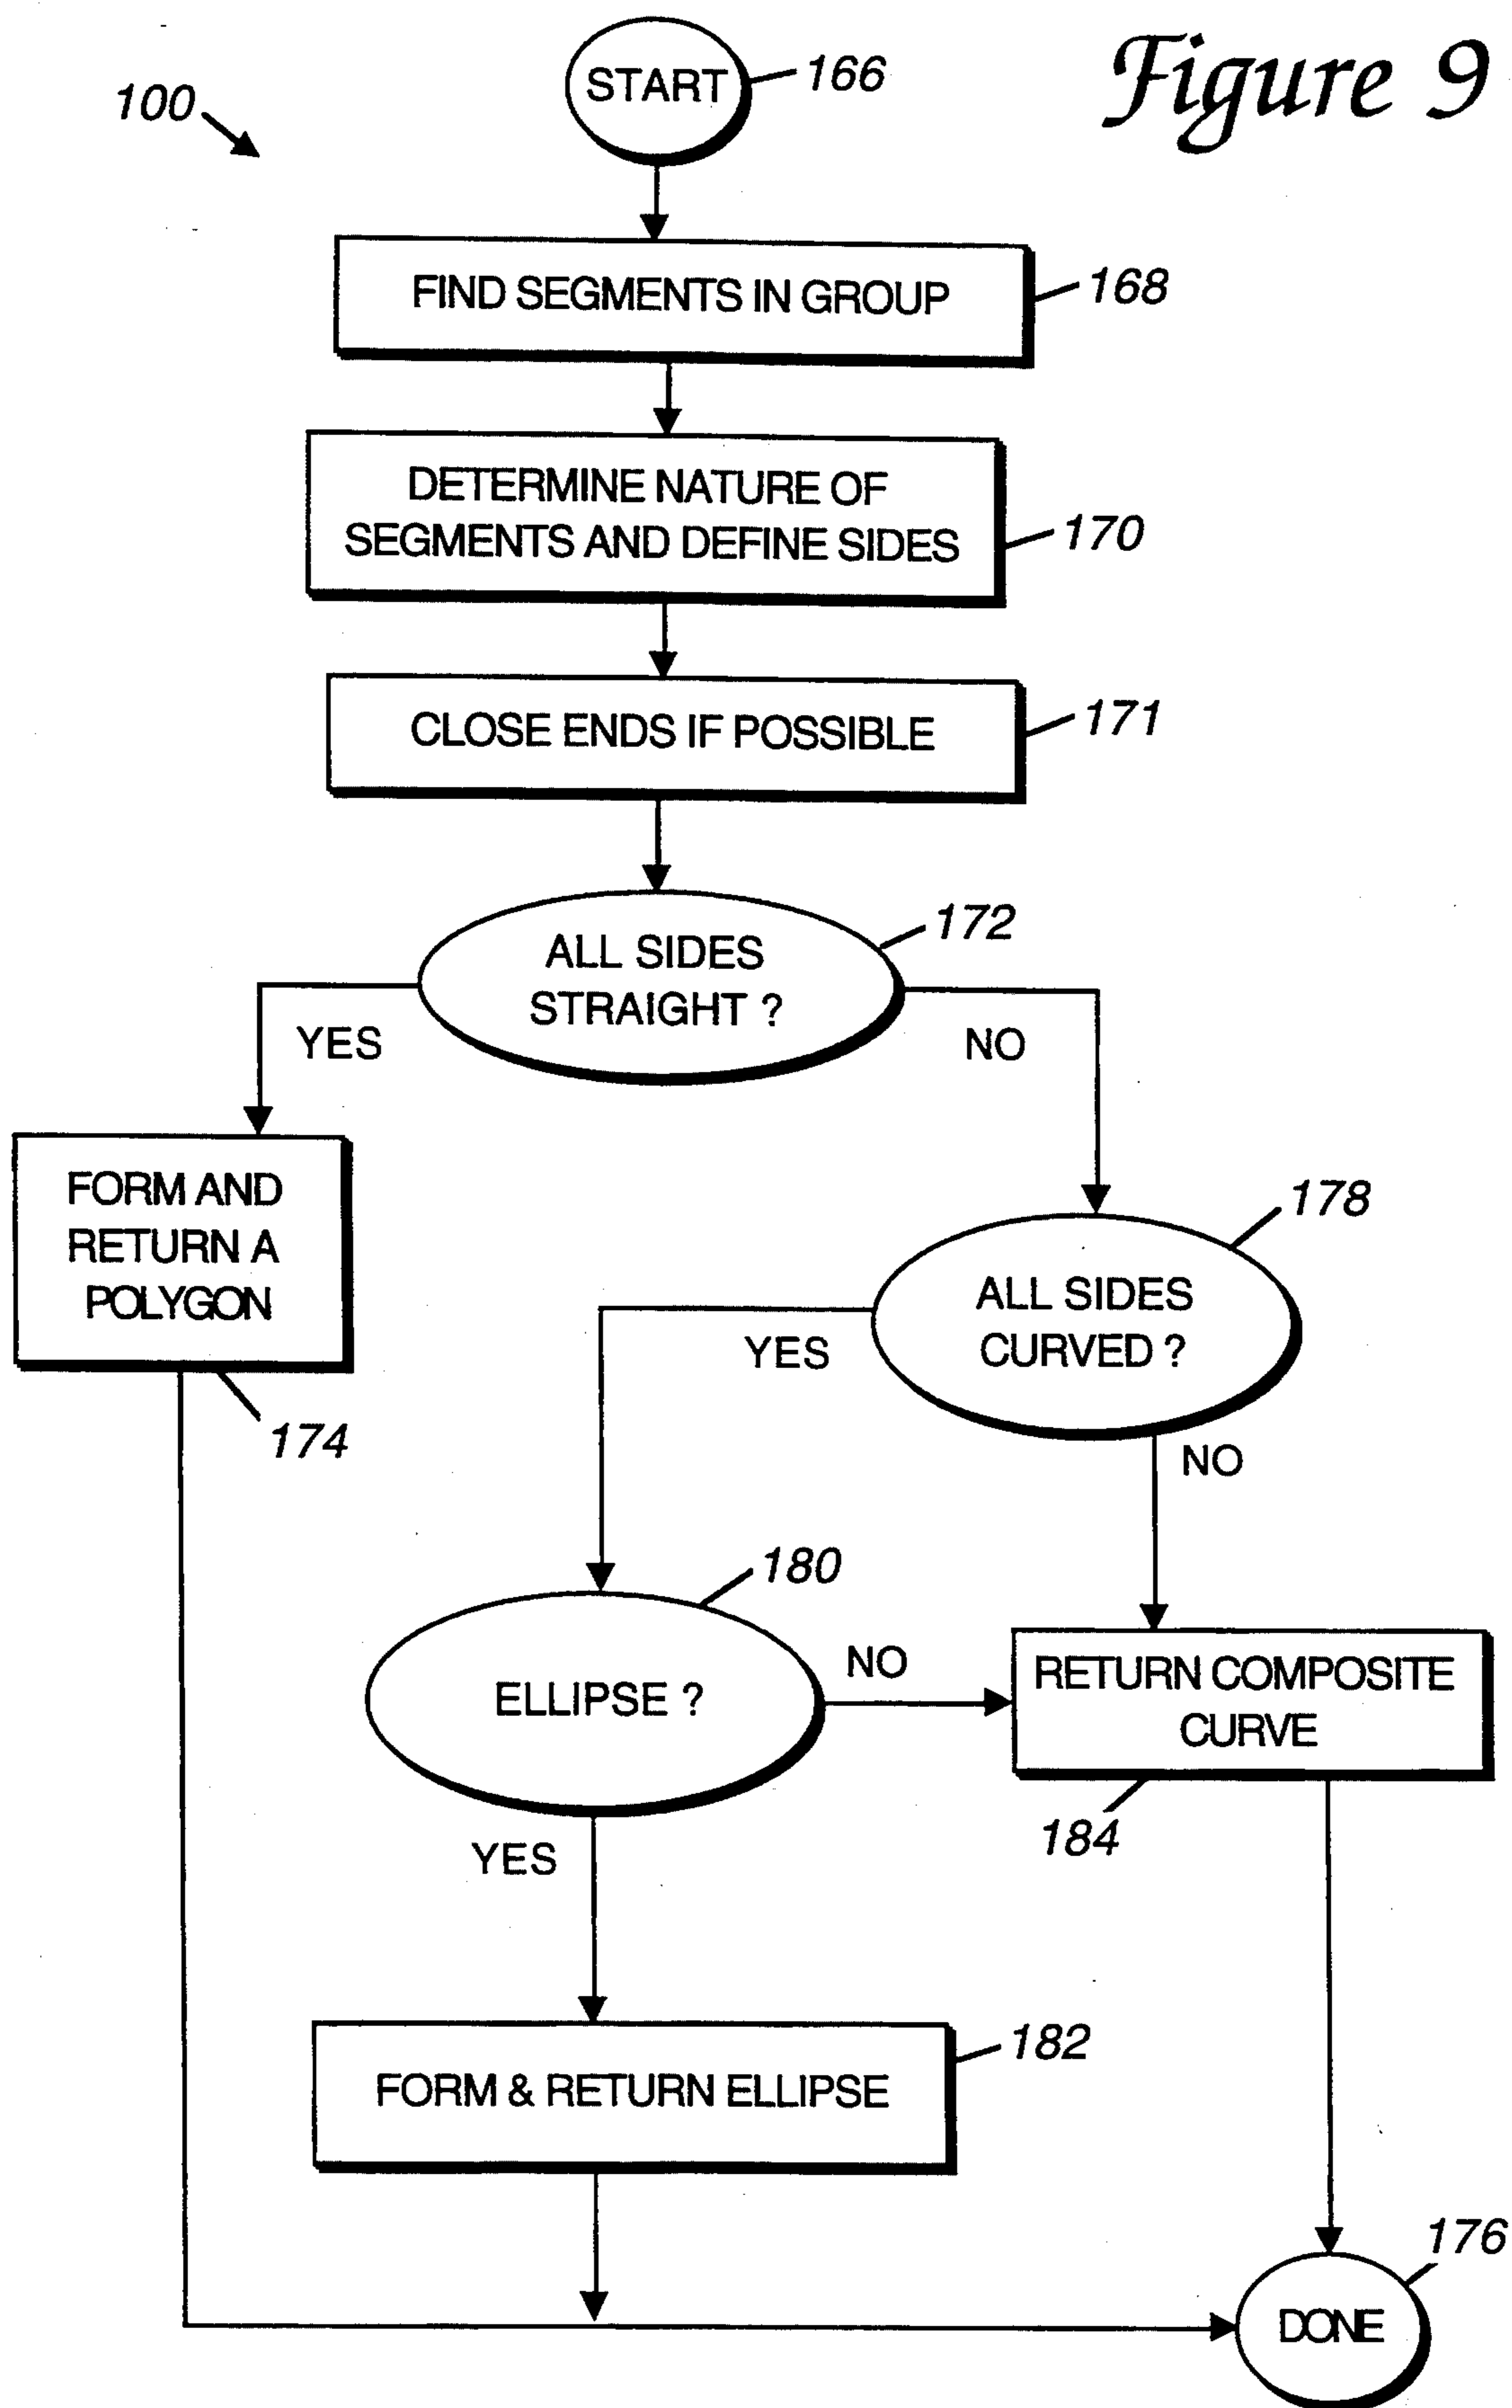 Figure 9
100
START
166
FIND SEGMENTS IN GROUP
168
DETERMINE NATURE OF
SEGMENTS AND DEFINE SIDES
170
CLOSE ENDS IF POSSIBLE
171
ALL SIDES
STRAIGHT ?
172
YES
NO
FORM AND
RETURN A
POLYGON
174
ALL SIDES
CURVED ?
178
YES
NO
ELLIPSE ?
180
NO
RETURN COMPOSITE
CURVE
184
YES
FORM & RETURN ELLIPSE
182
DONE
176